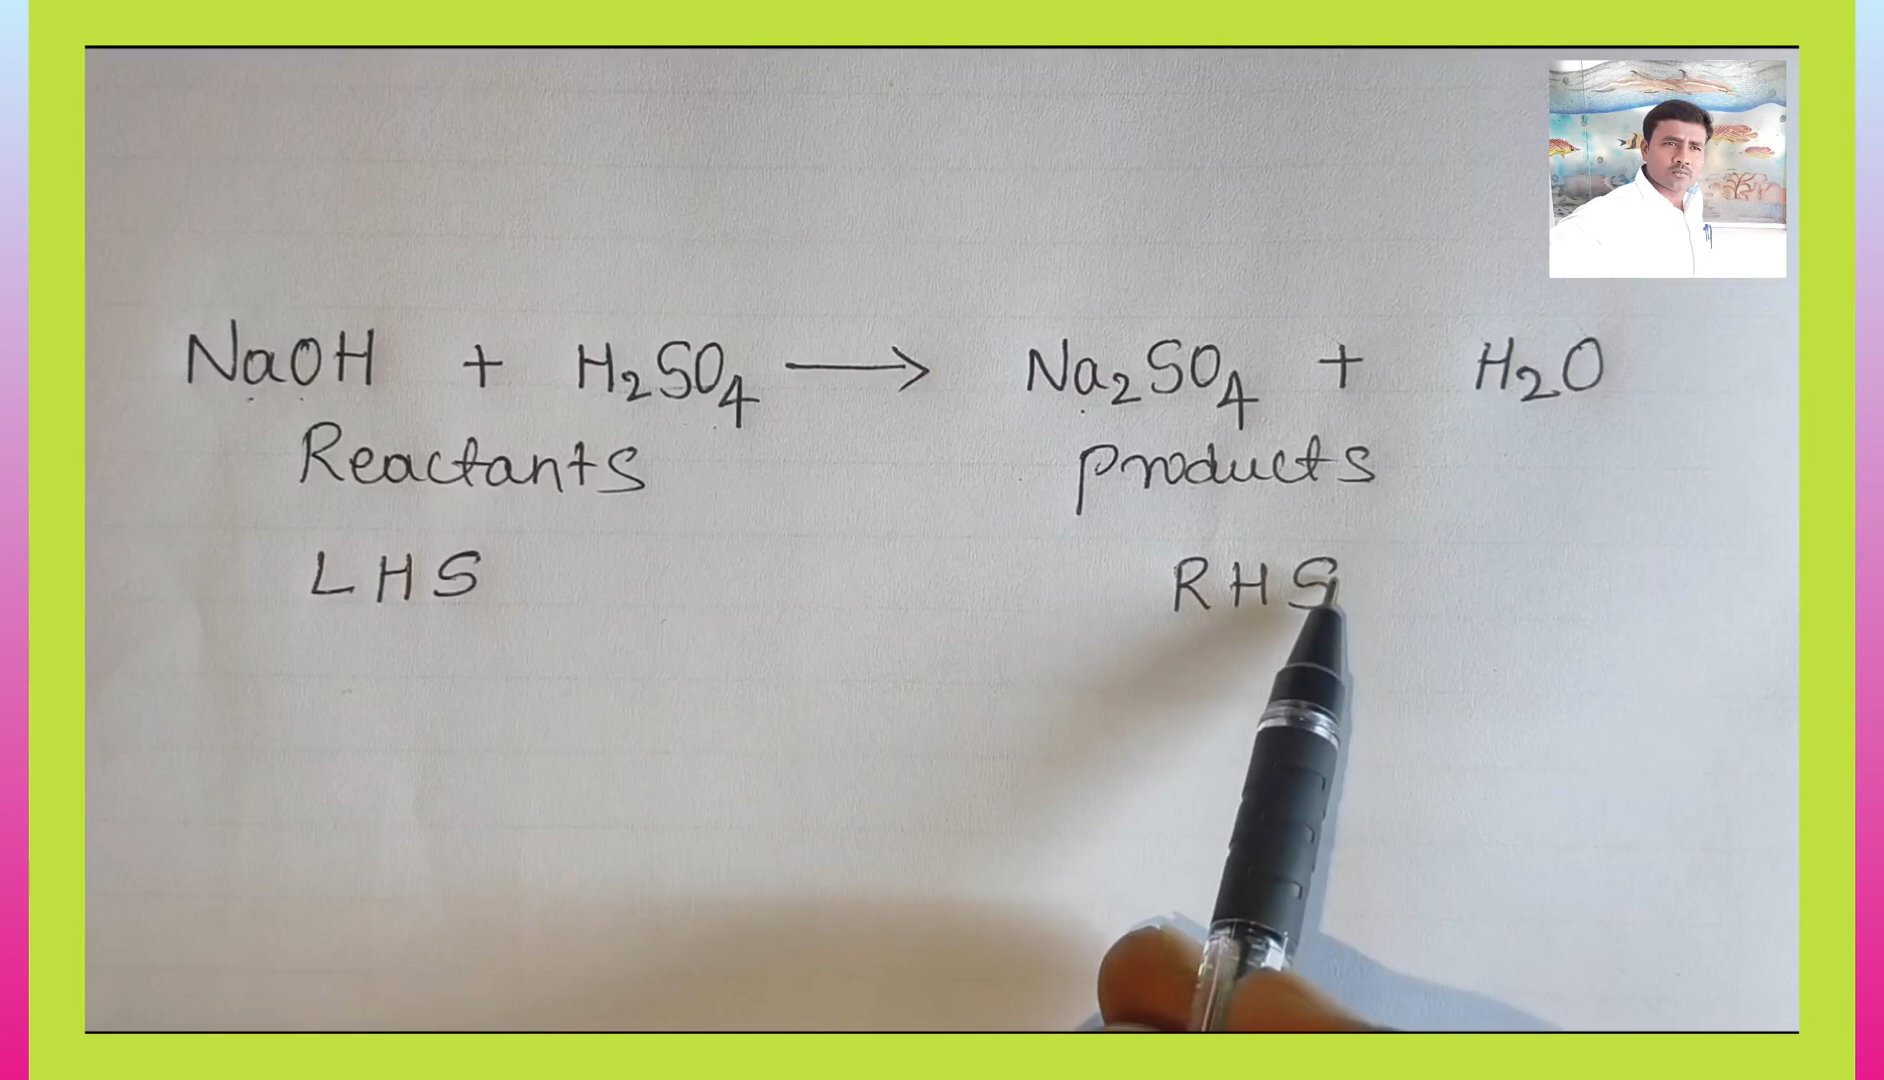 NaOH + H₂SO₄ ⟶ Na₂SO₄ + H₂O
Reactants products
LHS RHS